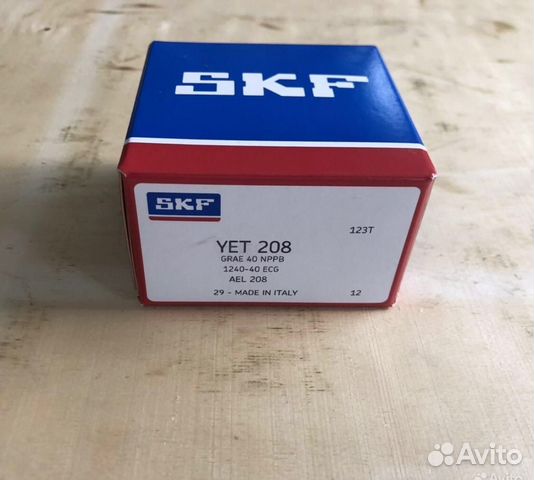 SKF
SKF
123T
YET 208
GRAE 40 NPPB
1240-40 ECG
AEL 208
29 - MADE IN ITALY 12
Avito